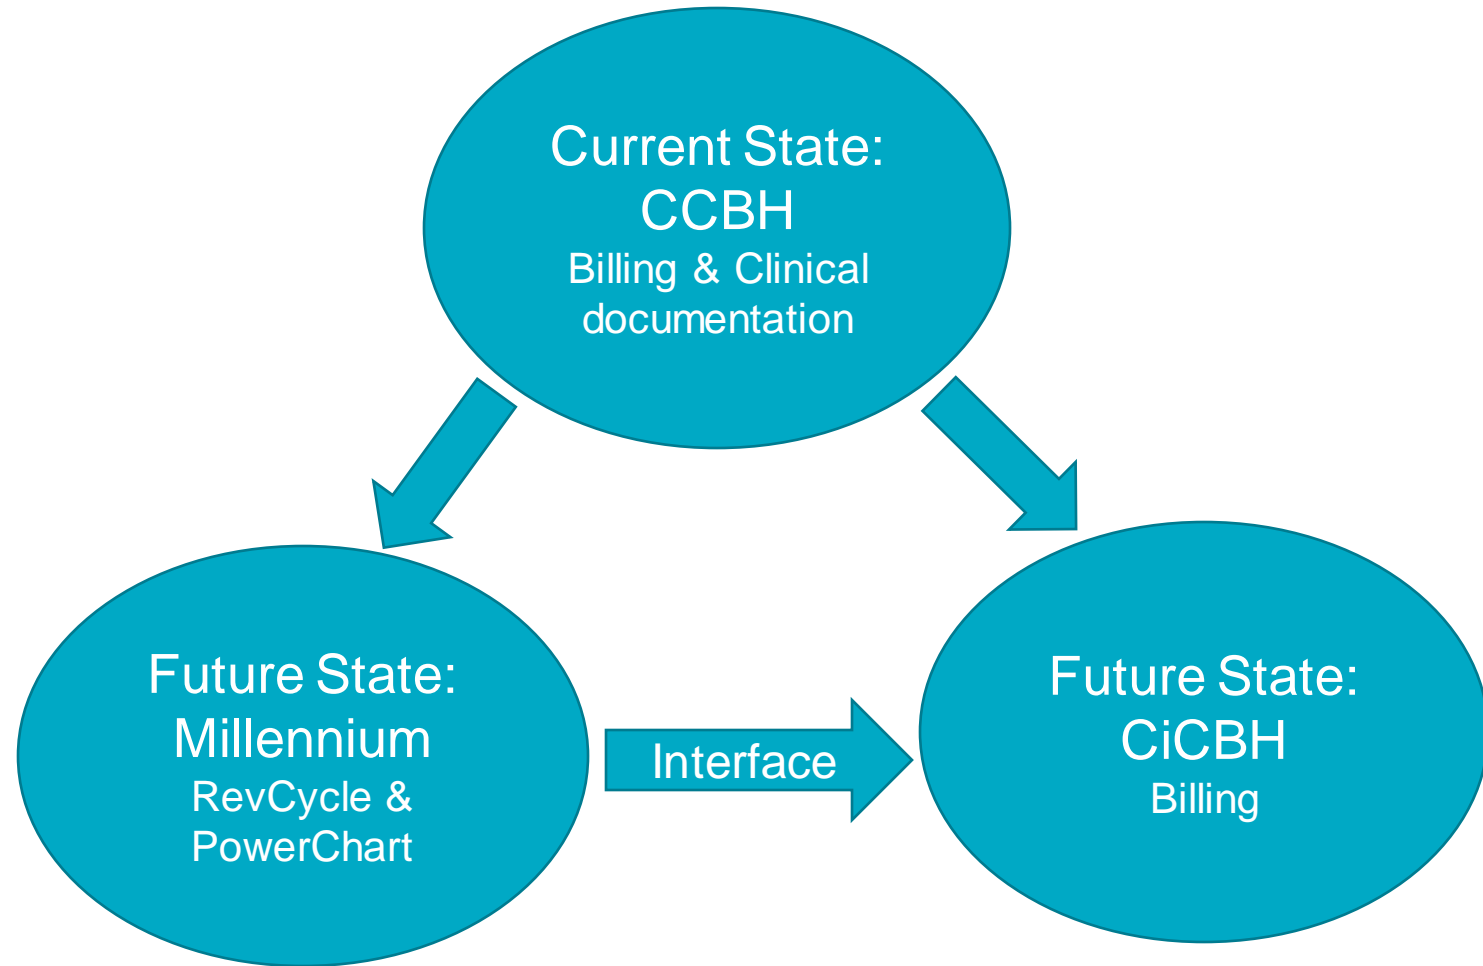 Current State:
CCBH
Billing & Clinical
documentation
Future State:
Millennium
RevCycle &
PowerChart
Interface
Future State:
CiCBH
Billing